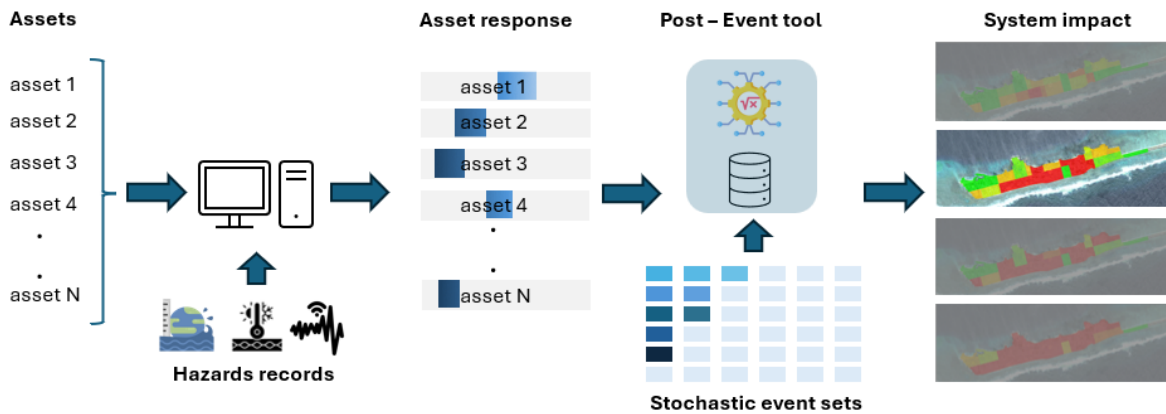 Assets
asset 1
asset 2
asset 3
asset 4
.
.
asset N
Hazards records
Asset response
asset 1
asset 2
asset 3
asset 4
.
.
asset N
Post – Event tool
√x
Stochastic event sets
System impact